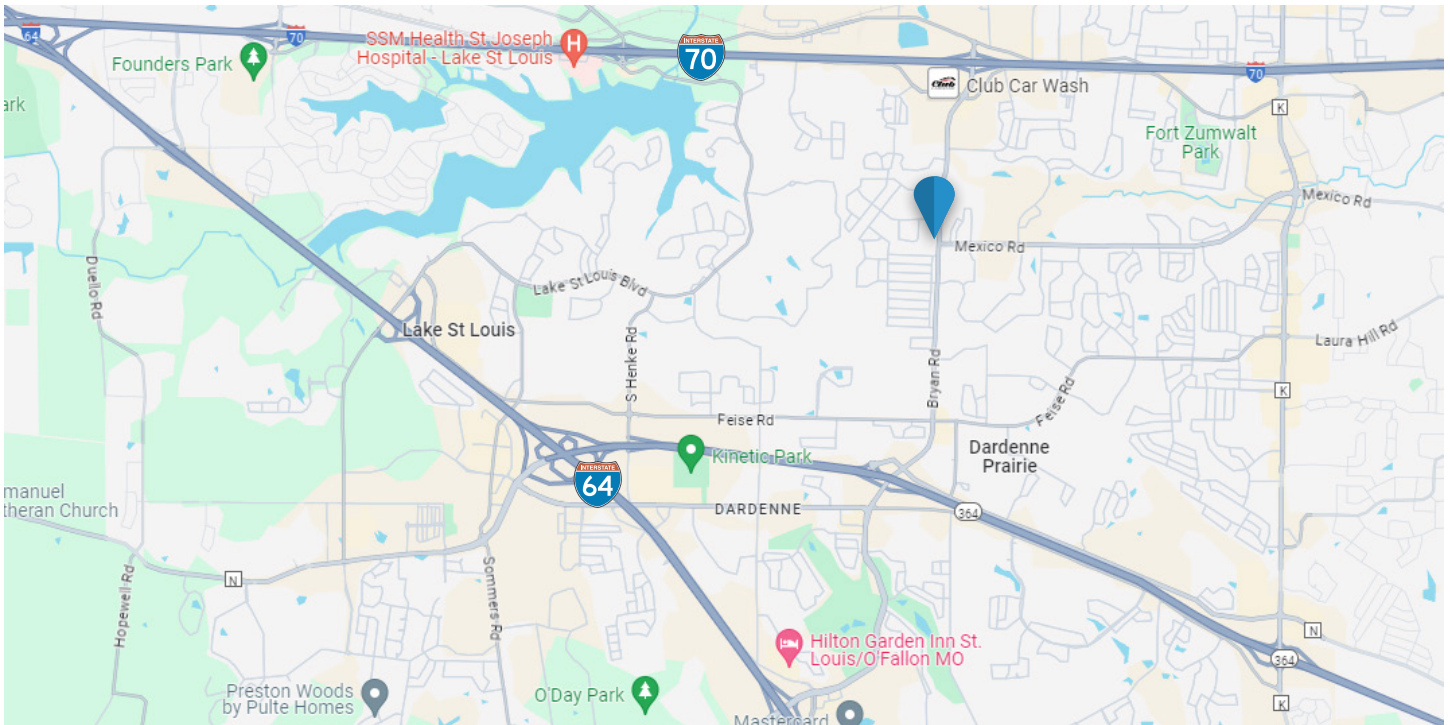 64
70
SSM Health St Joseph
Hospital - Lake St Louis
H
INTERSTATE
70
Founders Park
Club
Club Car Wash
70
ark
K
Fort Zumwalt
Park
Mexico Rd
Mexico Rd
Duello Rd
Lake St Louis Blvd
Lake St Louis
S Henke Rd
Bryan Rd
Laura Hill Rd
Feise Rd
K
Feise Rd
Dardenne
Prairie
Kinetic Park
INTERSTATE
64
manuel
theran Church
DARDENNE
364
Hopewell Rd
N
Sommers Rd
Hilton Garden Inn St.
Louis/O'Fallon MO
N
364
Preston Woods
by Pulte Homes
O'Day Park
K
Mastercard